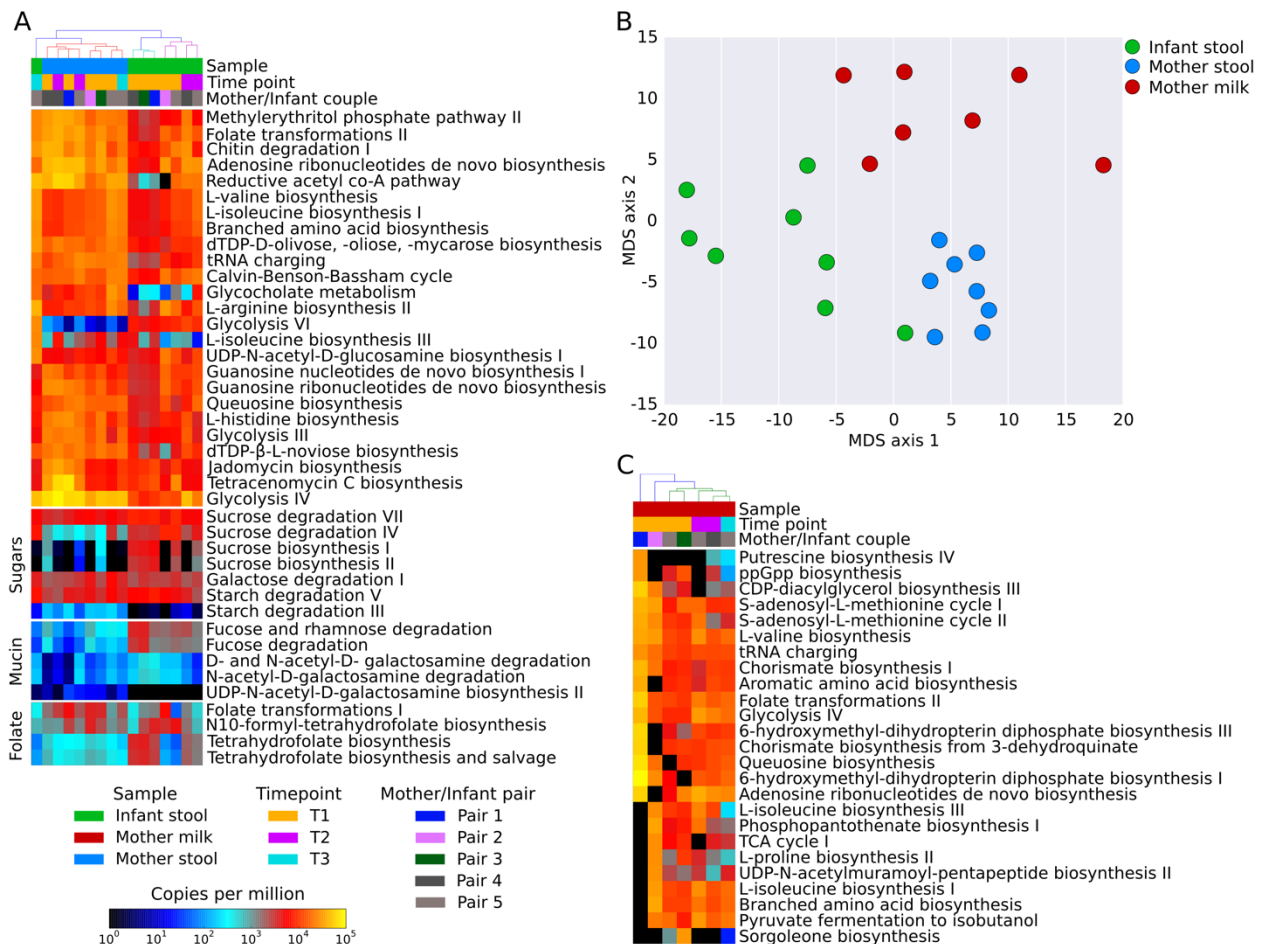 A
Sample
Time point
Mother/Infant couple
Methylerythritol phosphate pathway II
Folate transformations II
Chitin degradation I
Adenosine ribonucleotides de novo biosynthesis
Reductive acetyl co-A pathway
L-valine biosynthesis
L-isoleucine biosynthesis I
Branched amino acid biosynthesis
dTDP-D-olivose, -oliose, -mycarose biosynthesis
tRNA charging
Calvin-Benson-Bassham cycle
Glycocholate metabolism
L-arginine biosynthesis II
Glycolysis VI
L-isoleucine biosynthesis III
UDP-N-acetyl-D-glucosamine biosynthesis I
Guanosine nucleotides de novo biosynthesis I
Guanosine ribonucleotides de novo biosynthesis
Queuosine biosynthesis
L-histidine biosynthesis
Glycolysis III
dTDP-β-L-noviose biosynthesis
Jadomycin biosynthesis
Tetracenomycin C biosynthesis
Glycolysis IV
Sugars
Sucrose degradation VII
Sucrose degradation IV
Sucrose biosynthesis I
Sucrose biosynthesis II
Galactose degradation I
Starch degradation V
Starch degradation III
Mucin
Fucose and rhamnose degradation
Fucose degradation
D- and N-acetyl-D- galactosamine degradation
N-acetyl-D-galactosamine degradation
UDP-N-acetyl-D-galactosamine biosynthesis II
Folate
Folate transformations I
N10-formyl-tetrahydrofolate biosynthesis
Tetrahydrofolate biosynthesis
Tetrahydrofolate biosynthesis and salvage
Sample
Infant stool
Mother milk
Mother stool
Timepoint
T1
T2
T3
Mother/Infant pair
Pair 1
Pair 2
Pair 3
Pair 4
Pair 5
Copies per million
10^0 10^1 10^2 10^3 10^4 10^5
B
15
10
5
0
-5
-10
-15
MDS axis 2
-20 -15 -10 -5 0 5 10 15 20
MDS axis 1
Infant stool
Mother stool
Mother milk
C
Sample
Time point
Mother/Infant couple
Putrescine biosynthesis IV
ppGpp biosynthesis
CDP-diacylglycerol biosynthesis III
S-adenosyl-L-methionine cycle I
S-adenosyl-L-methionine cycle II
L-valine biosynthesis
tRNA charging
Chorismate biosynthesis I
Aromatic amino acid biosynthesis
Folate transformations II
Glycolysis IV
6-hydroxymethyl-dihydropterin diphosphate biosynthesis III
Chorismate biosynthesis from 3-dehydroquinate
Queuosine biosynthesis
6-hydroxymethyl-dihydropterin diphosphate biosynthesis I
Adenosine ribonucleotides de novo biosynthesis
L-isoleucine biosynthesis III
Phosphopantothenate biosynthesis I
TCA cycle I
L-proline biosynthesis II
UDP-N-acetylmuramoyl-pentapeptide biosynthesis II
L-isoleucine biosynthesis I
Branched amino acid biosynthesis
Pyruvate fermentation to isobutanol
Sorgoleone biosynthesis